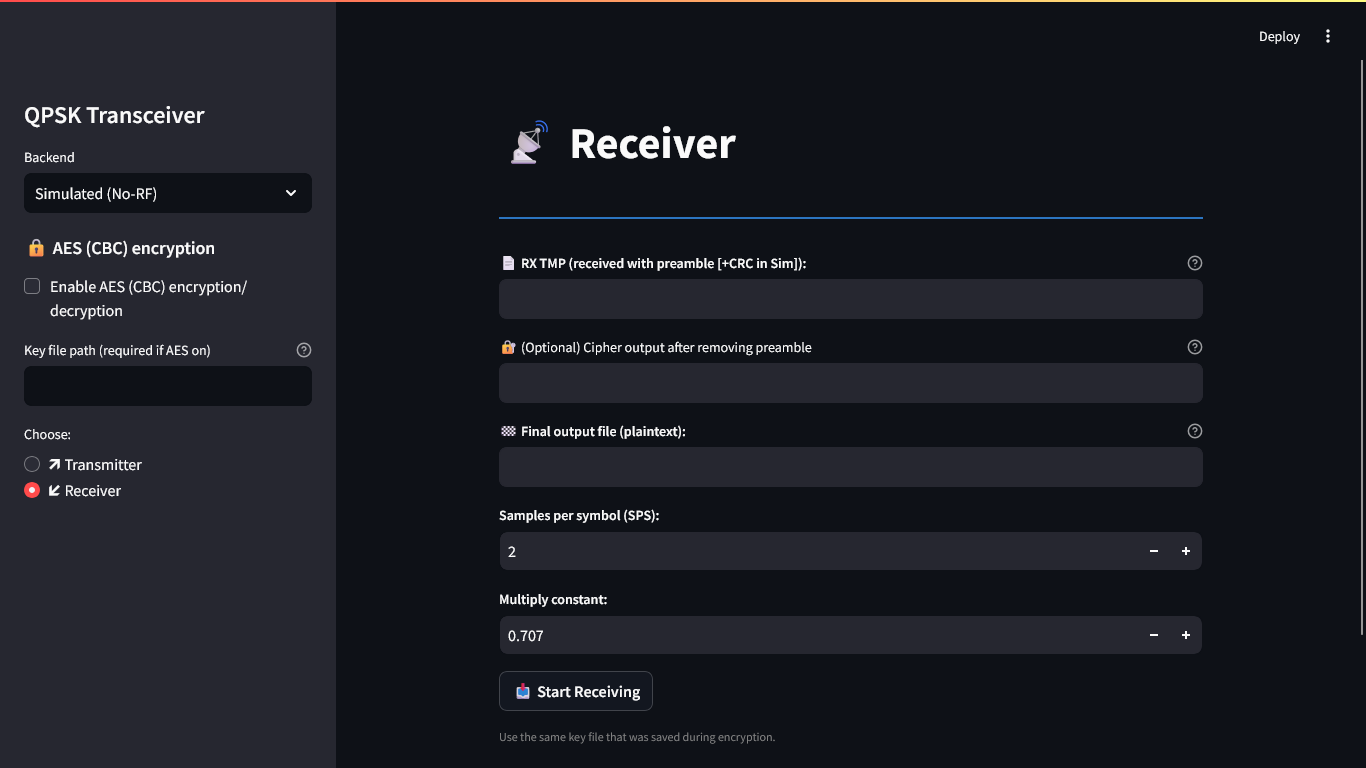 Deploy
QPSK Transceiver
Backend
Simulated (No-RF)
AES (CBC) encryption
Enable AES (CBC) encryption/
decryption
Key file path (required if AES on)
Choose:
Transmitter
Receiver
Receiver
RX TMP (received with preamble [+CRC in Sim]):
(Optional) Cipher output after removing preamble
Final output file (plaintext):
Samples per symbol (SPS):
2
Multiply constant:
0.707
Start Receiving
Use the same key file that was saved during encryption.